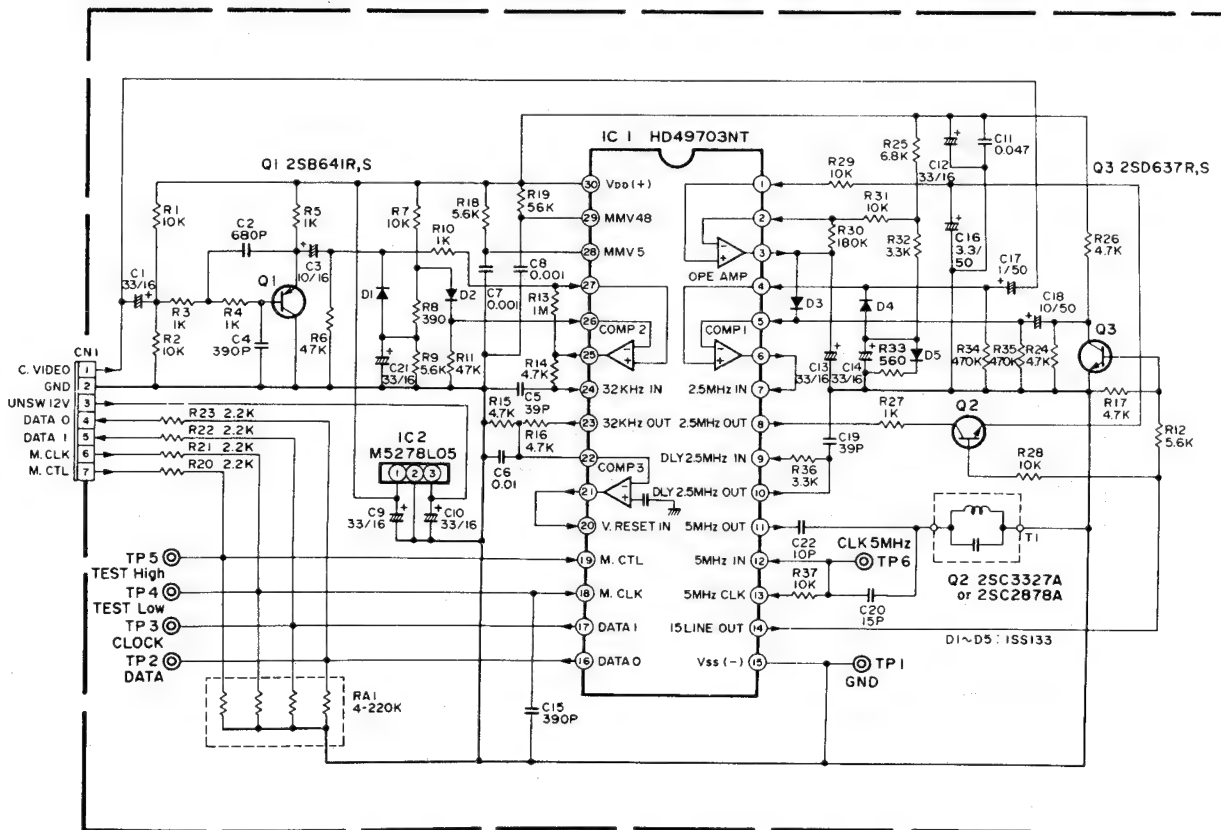 IC 1 HD49703NT
Q1 2SB641R,S
Q3 2SD637R,S
R1
10K
C2
680P
R5
1K
C1
33/16
R3
1K
R4
1K
C4
390P
R2
10K
Q1
C3
10/16
R6
47K
D1
R7
10K
R8
390
C21
33/16
R9
5.6K
R10
1K
D2
R11
47K
R18
5.6K
R19
56K
C7
0.001
C8
0.001
R13
1M
R14
4.7K
C5
39P
R15
4.7K
R16
4.7K
C6
0.01
30 VDD (+)
29 MMV48
28 MMV5
27
26
COMP2
25
24 32KHz IN
23 32KHz OUT
22
COMP3
21
20 V. RESET IN
19 M. CTL
18 M. CLK
17 DATA 1
16 DATA 0
1
2
3
OPE AMP
4
5
COMP1
6
2.5MHz IN 7
2.5MHz OUT 8
DLY2.5MHz IN 9
DLY 2.5MHz OUT 10
5MHz OUT 11
5MHz IN 12
5MHz CLK 13
15LINE OUT 14
Vss (-) 15
R29
10K
R30
180K
R31
10K
R25
6.8K
R32
3.3K
C12
33/16
C11
0.047
C16
3.3/
50
C17
1/50
R26
4.7K
C18
10/50
Q3
D3
D4
C13
33/16
C14
33/16
R33
560
D5
R34
470K
R35
470K
R24
4.7K
R17
4.7K
R12
5.6K
R27
1K
Q2
R28
10K
C19
39P
R36
3.3K
C22
10P
R37
10K
C20
15P
CLK5MHz
TP6
T1
Q2 2SC3327A
or 2SC2878A
D1~D5 : 1SS133
TP1
GND
CN1
C. VIDEO 1
GND 2
UNSW 12V 3
DATA 0 4
DATA 1 5
M. CLK 6
M. CTL 7
R23 2.2K
R22 2.2K
R21 2.2K
R20 2.2K
IC2
M5278L05
1 2 3
C9
33/16
C10
33/16
TP5
TEST High
TP4
TEST Low
TP3
CLOCK
TP2
DATA
RA1
4-220K
C15
390P